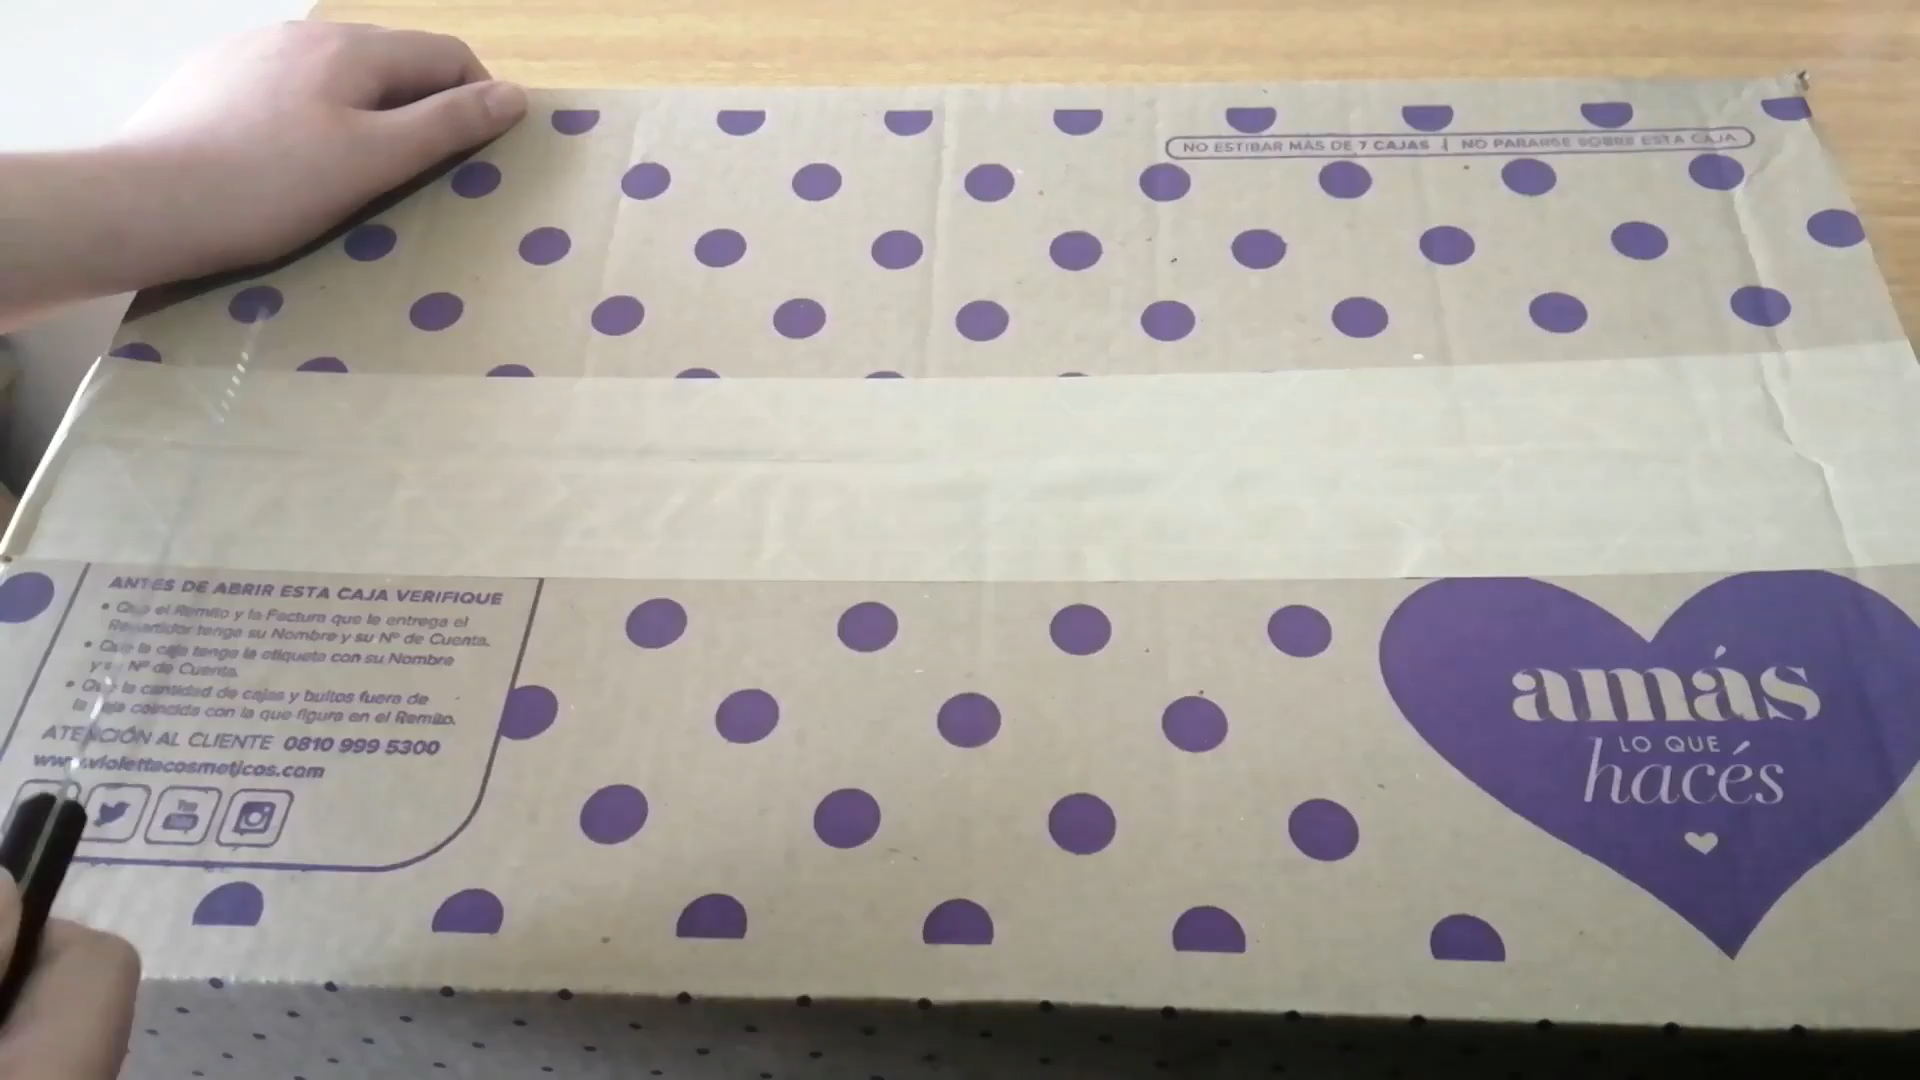 NO ESTIBAR MÁS DE 7 CAJAS | NO PARARSE SOBRE ESTA CAJA
ANTES DE ABRIR ESTA CAJA VERIFIQUE
• Que el Remito y la Factura que le entrega el
Repartidor tenga su Nombre y su Nº de Cuenta.
• Que la caja tenga la etiqueta con su Nombre
y su Nº de Cuenta.
• Que la cantidad de cajas y bultos fuera de
la caja coincida con la que figura en el Remito.
ATENCIÓN AL CLIENTE 0810 999 5300
www.violettacosmeticos.com
You
Tube
amás
LO QUE
hacés